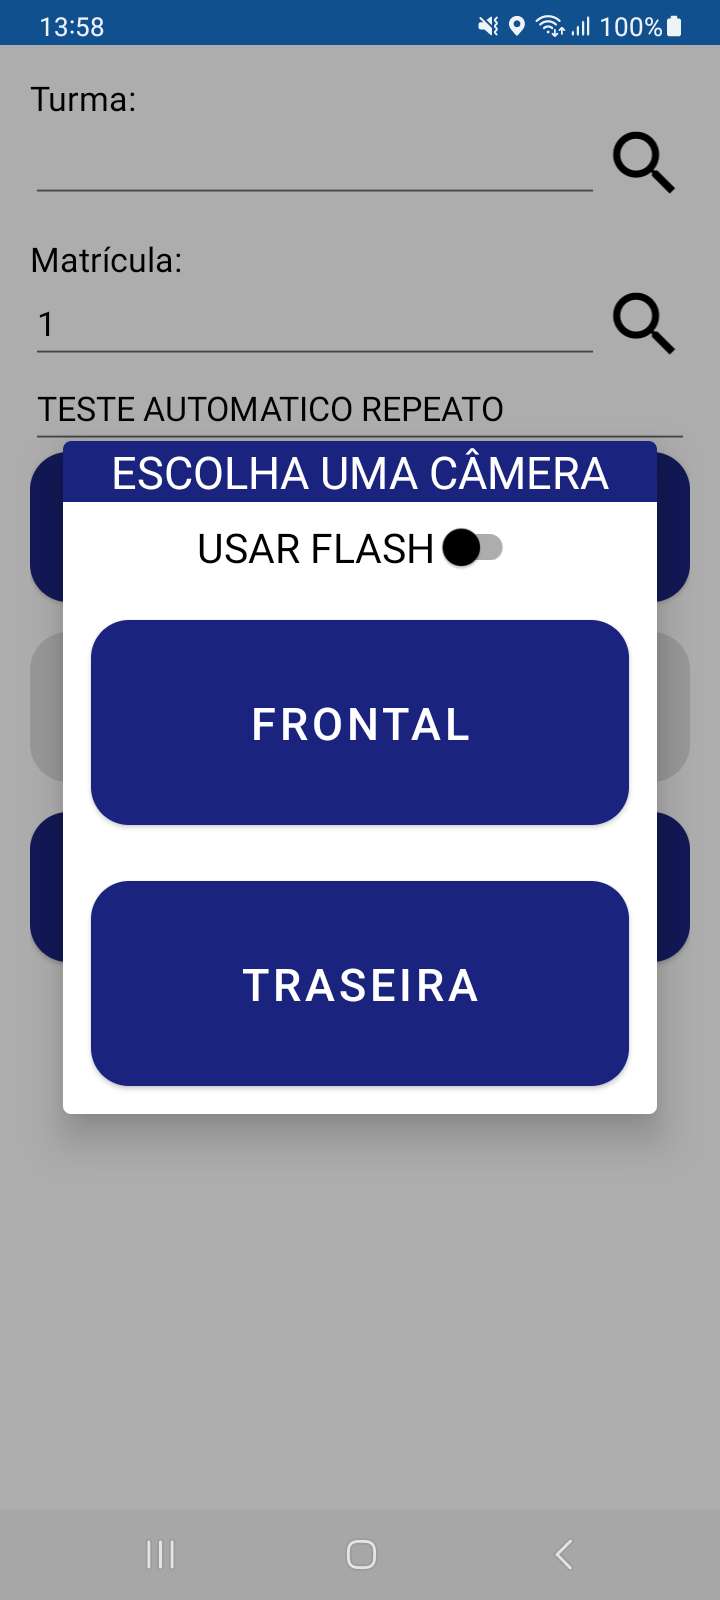 13:58
100%
Turma:
Matrícula:
1
TESTE AUTOMATICO REPEATO
ESCOLHA UMA CÂMERA
USAR FLASH
FRONTAL
TRASEIRA